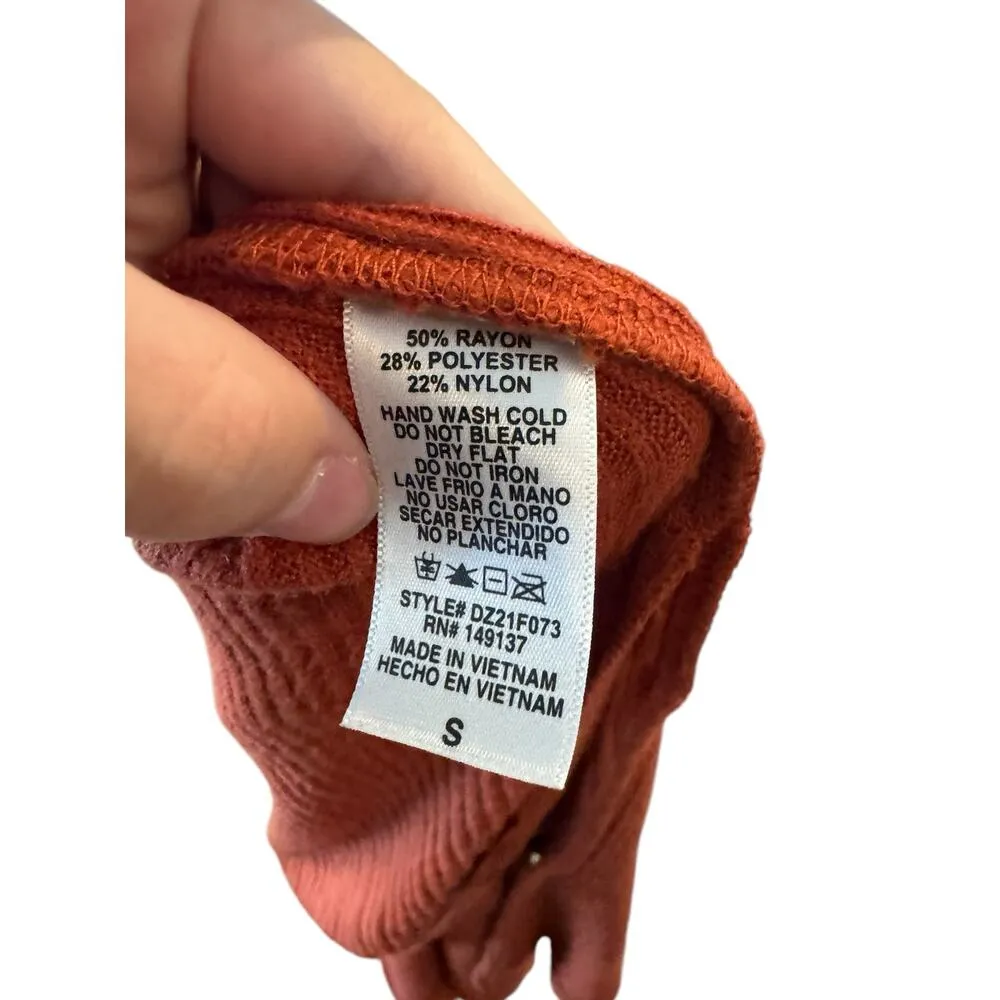 50% RAYON
28% POLYESTER
22% NYLON
HAND WASH COLD
DO NOT BLEACH
DRY FLAT
DO NOT IRON
LAVE FRIO A MANO
NO USAR CLORO
SECAR EXTENDIDO
NO PLANCHAR
STYLE# DZ21F073
RN# 149137
MADE IN VIETNAM
HECHO EN VIETNAM
S